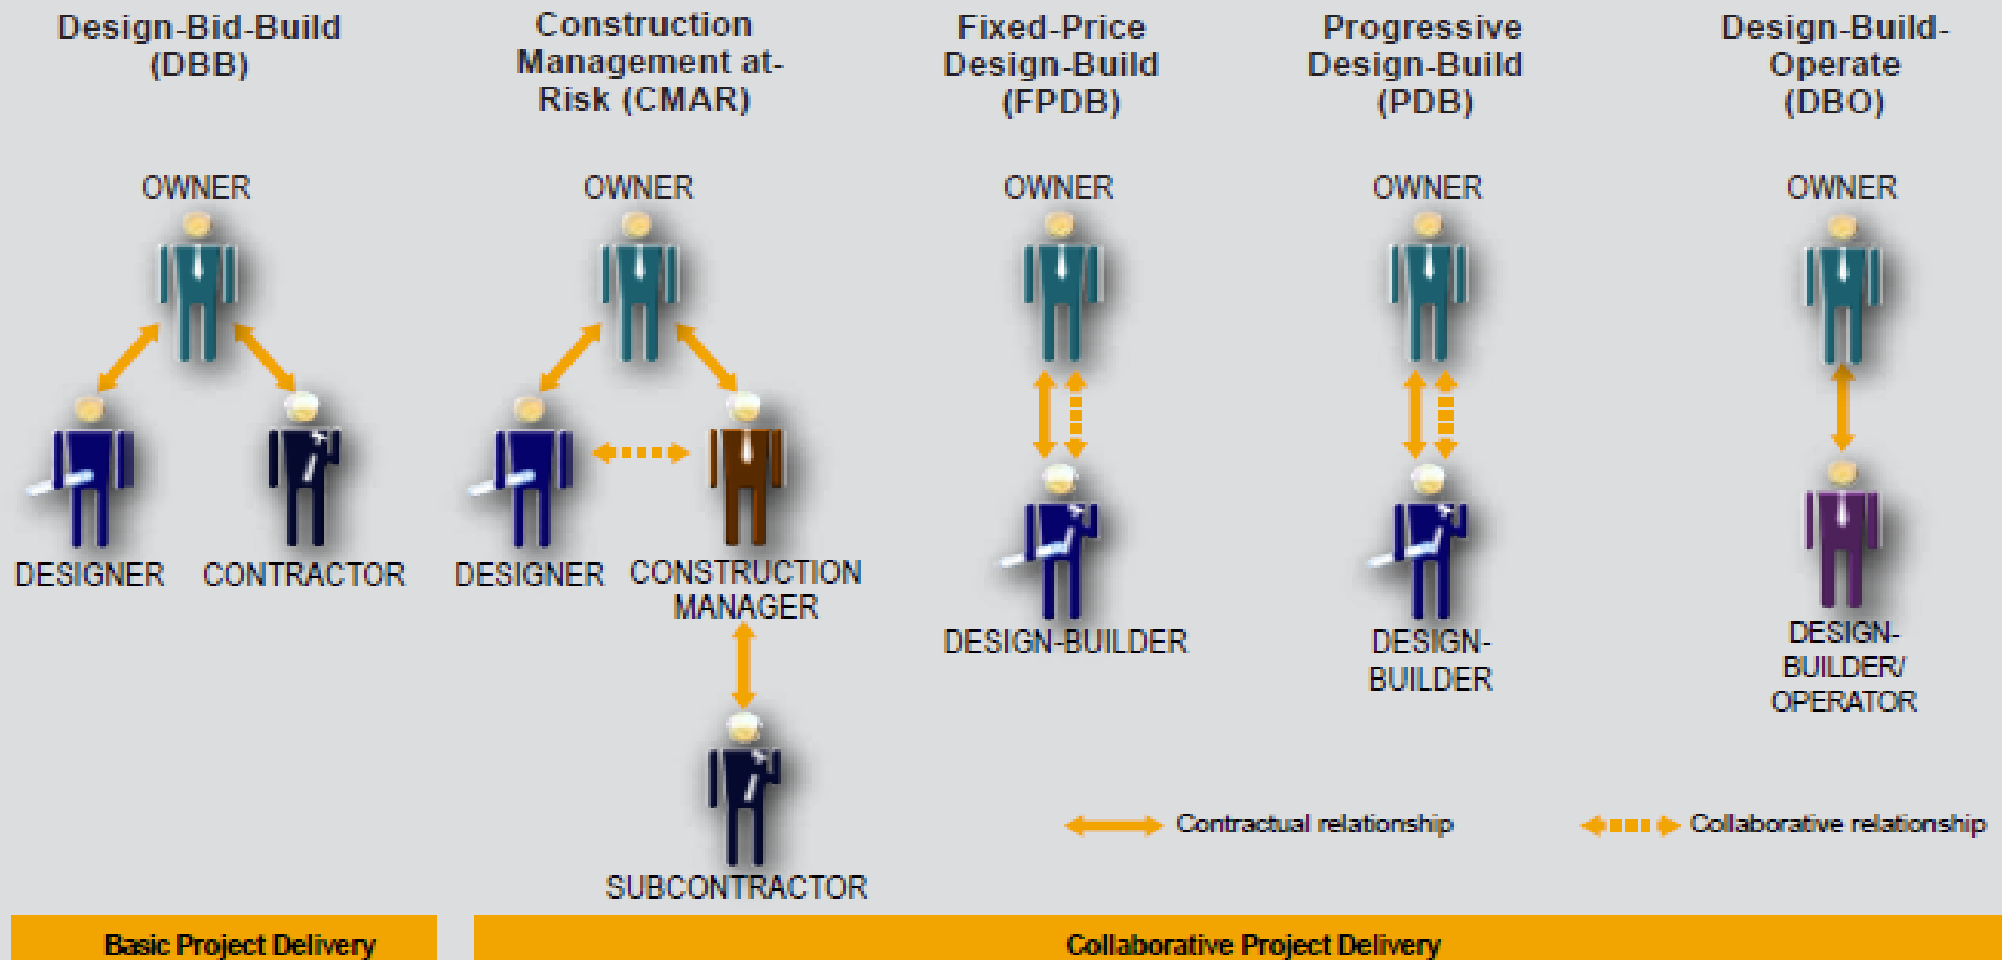 Design-Bid-Build
(DBB)
OWNER
DESIGNER
CONTRACTOR
Construction
Management at-
Risk (CMAR)
OWNER
DESIGNER
CONSTRUCTION
MANAGER
SUBCONTRACTOR
Fixed-Price
Design-Build
(FPDB)
OWNER
DESIGN-BUILDER
Progressive
Design-Build
(PDB)
OWNER
DESIGN-
BUILDER
Design-Build-
Operate
(DBO)
OWNER
DESIGN-
BUILDER/
OPERATOR
Contractual relationship
Collaborative relationship
Basic Project Delivery
Collaborative Project Delivery